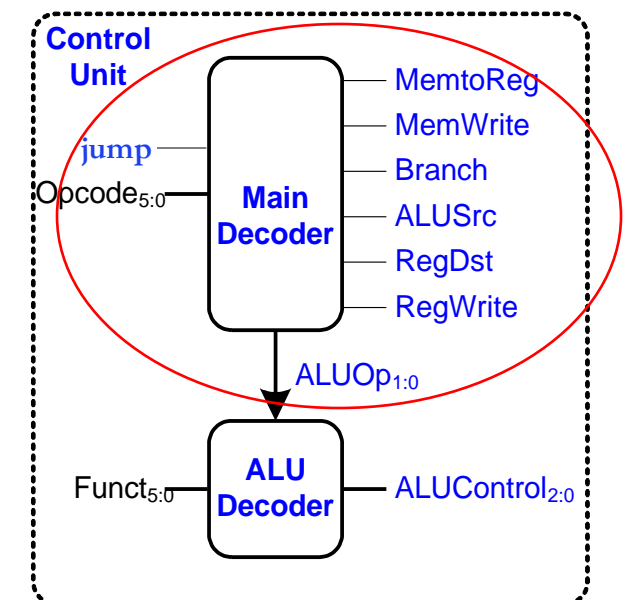 Control
Unit
MemtoReg
MemWrite
jump
Branch
Opcode5:0
Main
Decoder
ALUSrc
RegDst
RegWrite
ALUOp1:0
ALU
Decoder
Funct5:0
ALUControl2:0